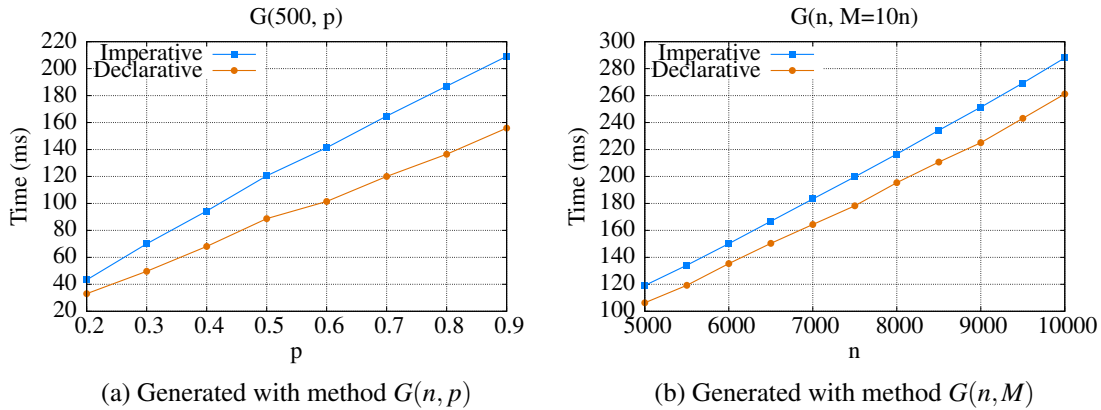 G(500, p)
220
200
180
160
140
120
100
80
60
40
20
Time (ms)
Imperative
Declarative
0.2 0.3 0.4 0.5 0.6 0.7 0.8 0.9
p
(a) Generated with method G(n, p)
G(n, M=10n)
300
280
260
240
220
200
180
160
140
120
100
Time (ms)
Imperative
Declarative
5000 6000 7000 8000 9000 10000
n
(b) Generated with method G(n, M)